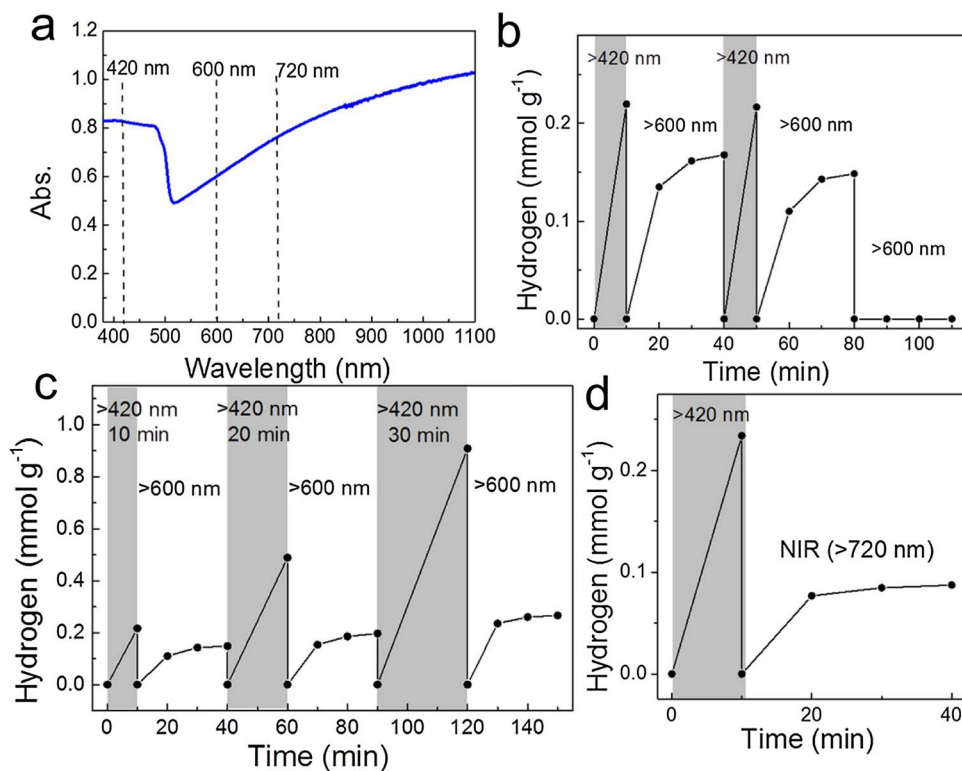 a
1.2
1.0
0.8
0.6
0.4
0.2
0.0
420 nm
600 nm
720 nm
Abs.
400 500 600 700 800 900 1000 1100
Wavelength (nm)
b
>420 nm
>420 nm
>600 nm
>600 nm
>600 nm
0.2
0.1
0.0
Hydrogen (mmol g⁻¹)
0 20 40 60 80 100
Time (min)
c
>420 nm
10 min
>420 nm
20 min
>420 nm
30 min
>600 nm
>600 nm
>600 nm
1.0
0.8
0.6
0.4
0.2
0.0
Hydrogen (mmol g⁻¹)
0 20 40 60 80 100 120 140
Time (min)
d
>420 nm
NIR (>720 nm)
0.2
0.1
0.0
Hydrogen (mmol g⁻¹)
0 20 40
Time (min)